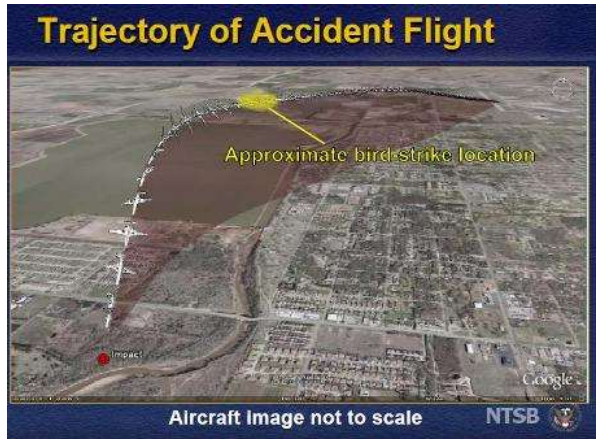 Trajectory of Accident Flight
Approximate bird-strike location
Impact
Google
Aircraft image not to scale
NTSB